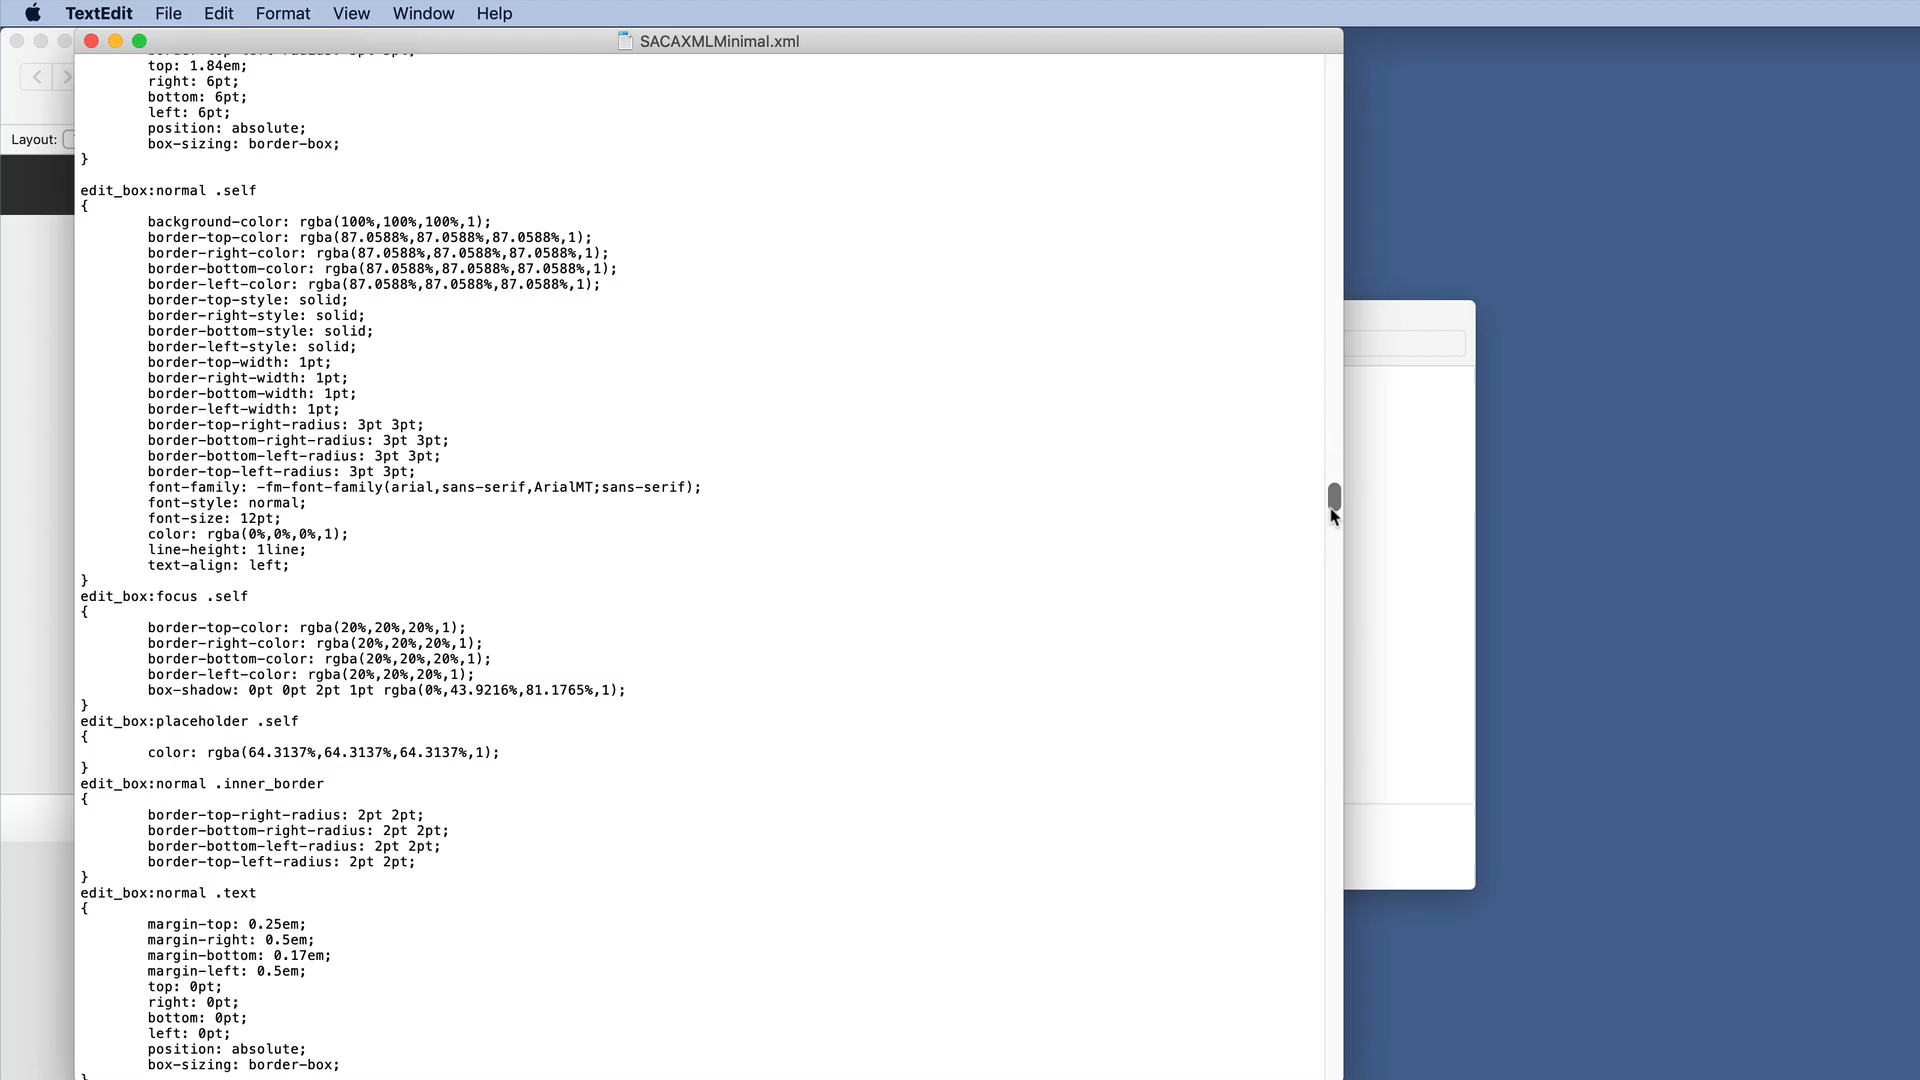 TextEdit File Edit Format View Window Help
SACAXMLMinimal.xml
Layout:
top: 1.84em;
right: 6pt;
bottom: 6pt;
left: 6pt;
position: absolute;
box-sizing: border-box;
}
edit_box:normal .self
{
background-color: rgba(100%,100%,100%,1);
border-top-color: rgba(87.0588%,87.0588%,87.0588%,1);
border-right-color: rgba(87.0588%,87.0588%,87.0588%,1);
border-bottom-color: rgba(87.0588%,87.0588%,87.0588%,1);
border-left-color: rgba(87.0588%,87.0588%,87.0588%,1);
border-top-style: solid;
border-right-style: solid;
border-bottom-style: solid;
border-left-style: solid;
border-top-width: 1pt;
border-right-width: 1pt;
border-bottom-width: 1pt;
border-left-width: 1pt;
border-top-right-radius: 3pt 3pt;
border-bottom-right-radius: 3pt 3pt;
border-bottom-left-radius: 3pt 3pt;
border-top-left-radius: 3pt 3pt;
font-family: -fm-font-family(arial,sans-serif,ArialMT;sans-serif);
font-style: normal;
font-size: 12pt;
color: rgba(0%,0%,0%,1);
line-height: 1line;
text-align: left;
}
edit_box:focus .self
{
border-top-color: rgba(20%,20%,20%,1);
border-right-color: rgba(20%,20%,20%,1);
border-bottom-color: rgba(20%,20%,20%,1);
border-left-color: rgba(20%,20%,20%,1);
box-shadow: 0pt 0pt 2pt 1pt rgba(0%,43.9216%,81.1765%,1);
}
edit_box:placeholder .self
{
color: rgba(64.3137%,64.3137%,64.3137%,1);
}
edit_box:normal .inner_border
{
border-top-right-radius: 2pt 2pt;
border-bottom-right-radius: 2pt 2pt;
border-bottom-left-radius: 2pt 2pt;
border-top-left-radius: 2pt 2pt;
}
edit_box:normal .text
{
margin-top: 0.25em;
margin-right: 0.5em;
margin-bottom: 0.17em;
margin-left: 0.5em;
top: 0pt;
right: 0pt;
bottom: 0pt;
left: 0pt;
position: absolute;
box-sizing: border-box;
}